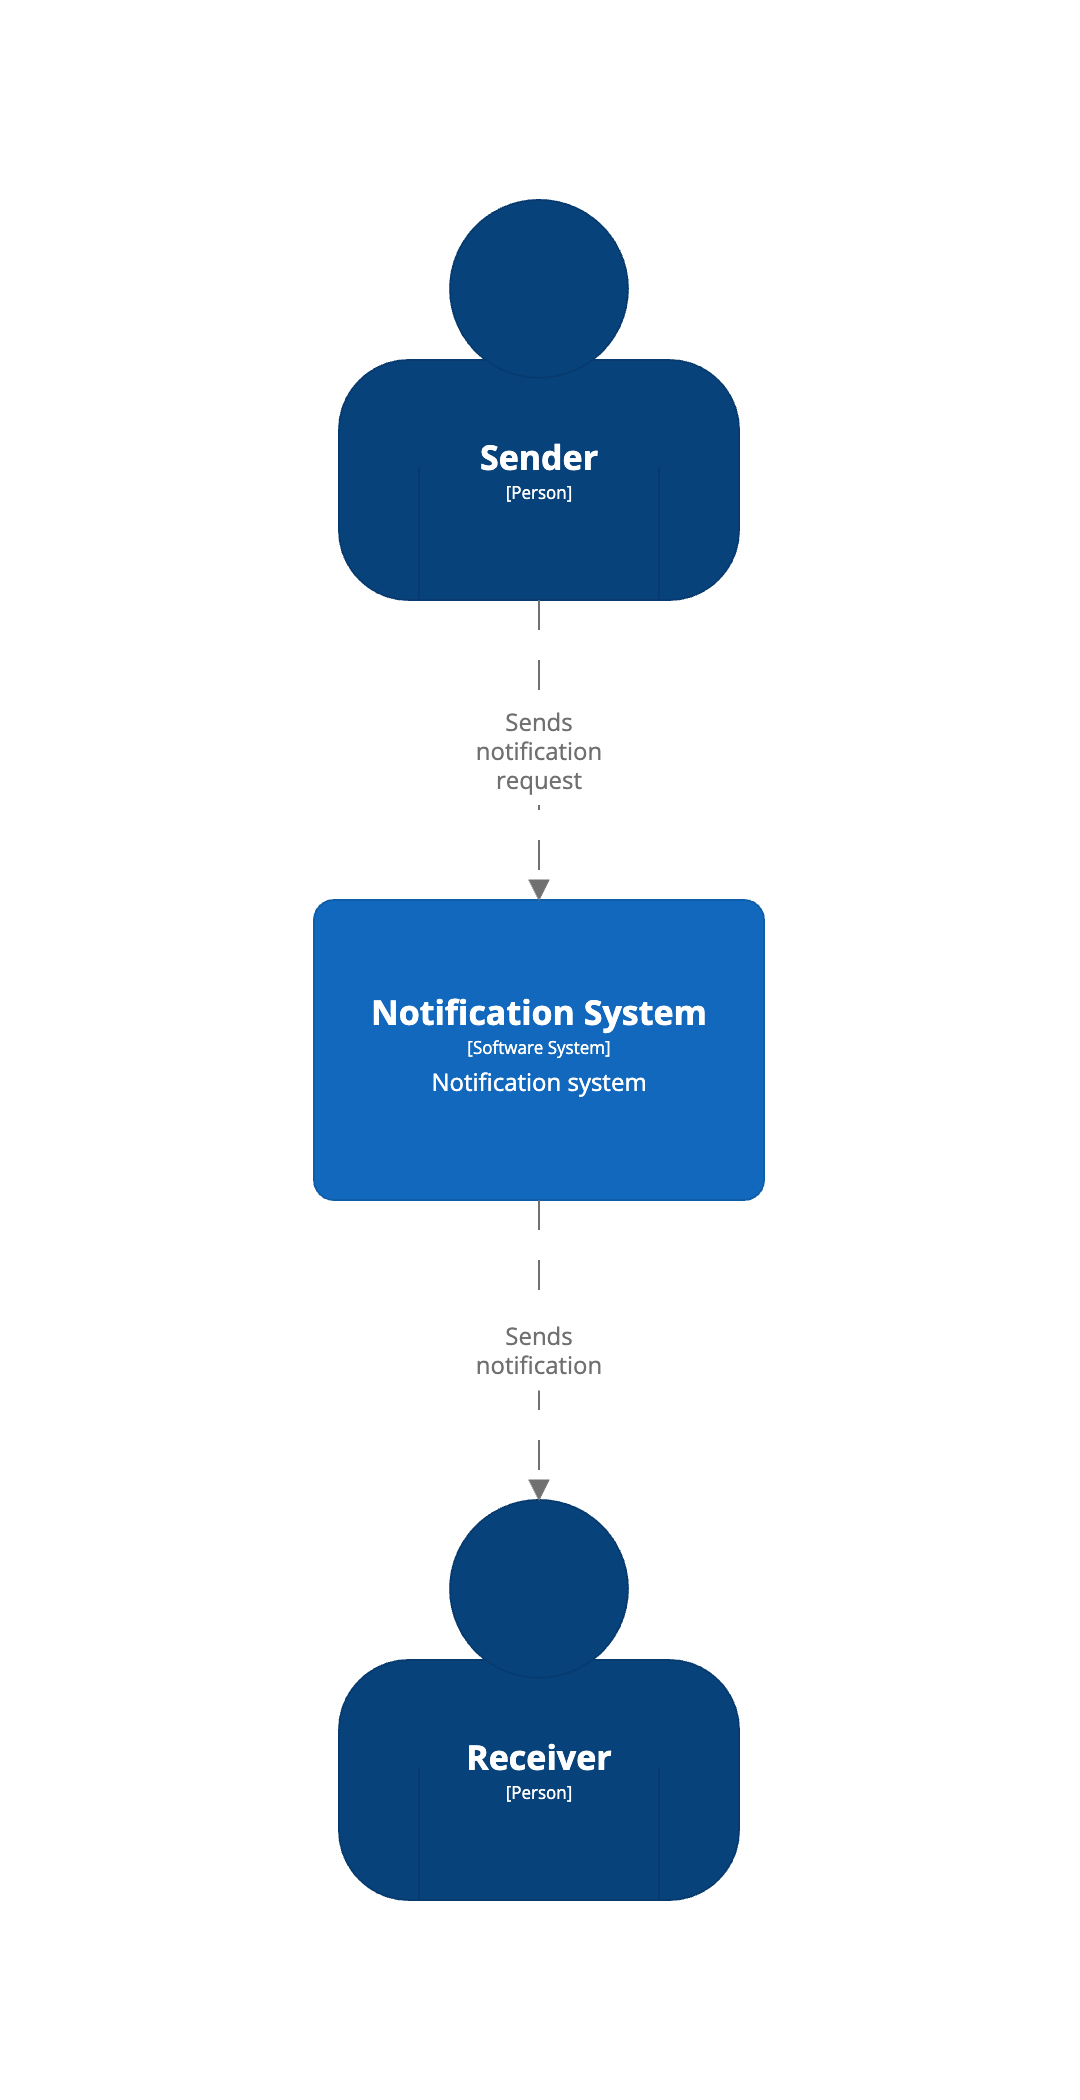 Sender
[Person]
Sends
notification
request
Notification System
[Software System]
Notification system
Sends
notification
Receiver
[Person]